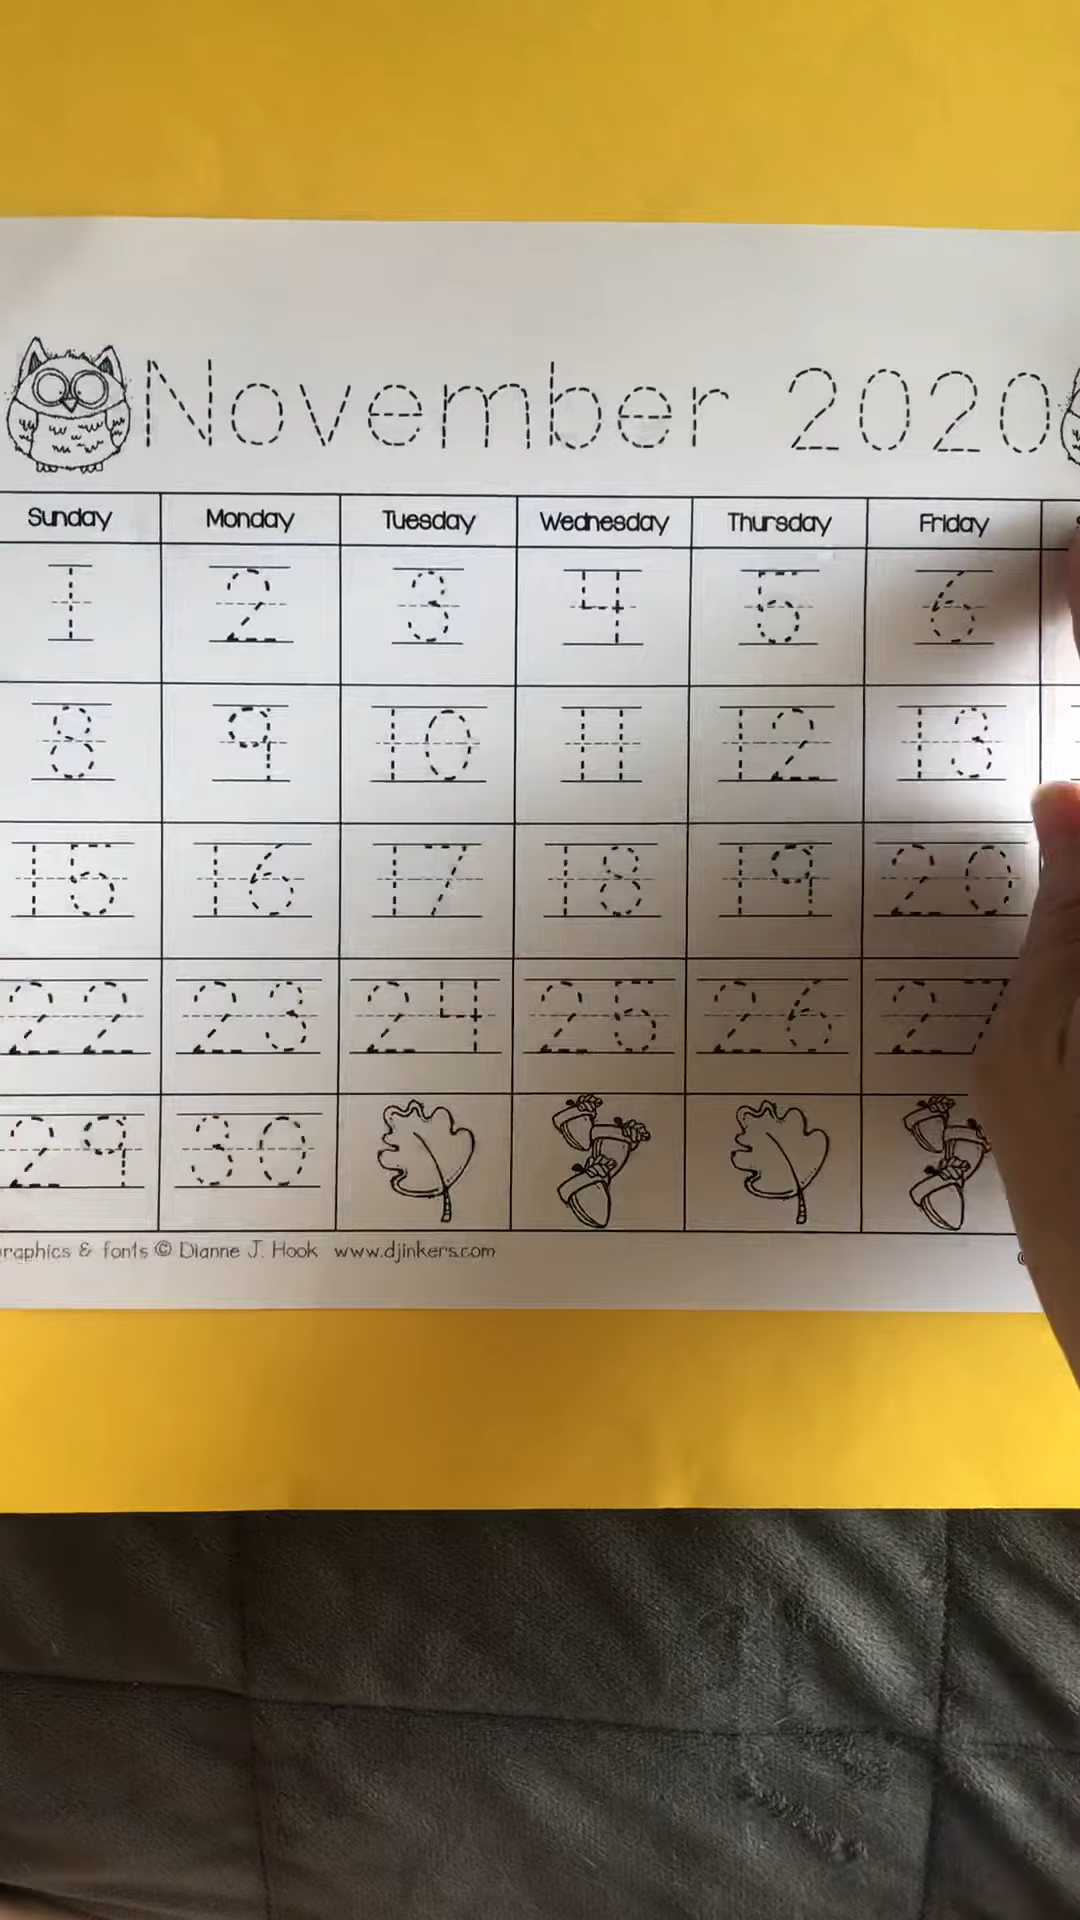 November 2020
Sunday Monday Tuesday Wednesday Thursday Friday
1 2 3 4 5 6
8 9 10 11 12 13
15 16 17 18 19 20
22 23 24 25 26 27
29 30
raphics & fonts © Dianne J. Hook www.djinkers.com